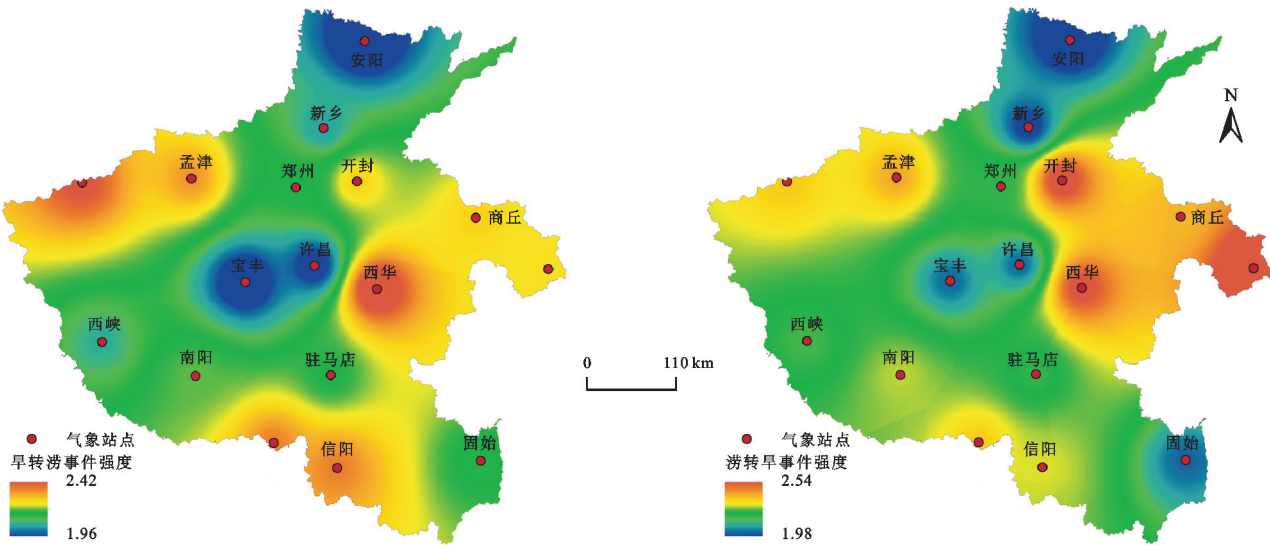 安阳
新乡
孟津
郑州
开封
商丘
宝丰
许昌
西华
西峡
南阳
驻马店
信阳
固始
气象站点
旱转涝事件强度
2.42
1.96
0 110 km
N
安阳
新乡
孟津
郑州
开封
商丘
宝丰
许昌
西华
西峡
南阳
驻马店
信阳
固始
气象站点
涝转旱事件强度
2.54
1.98